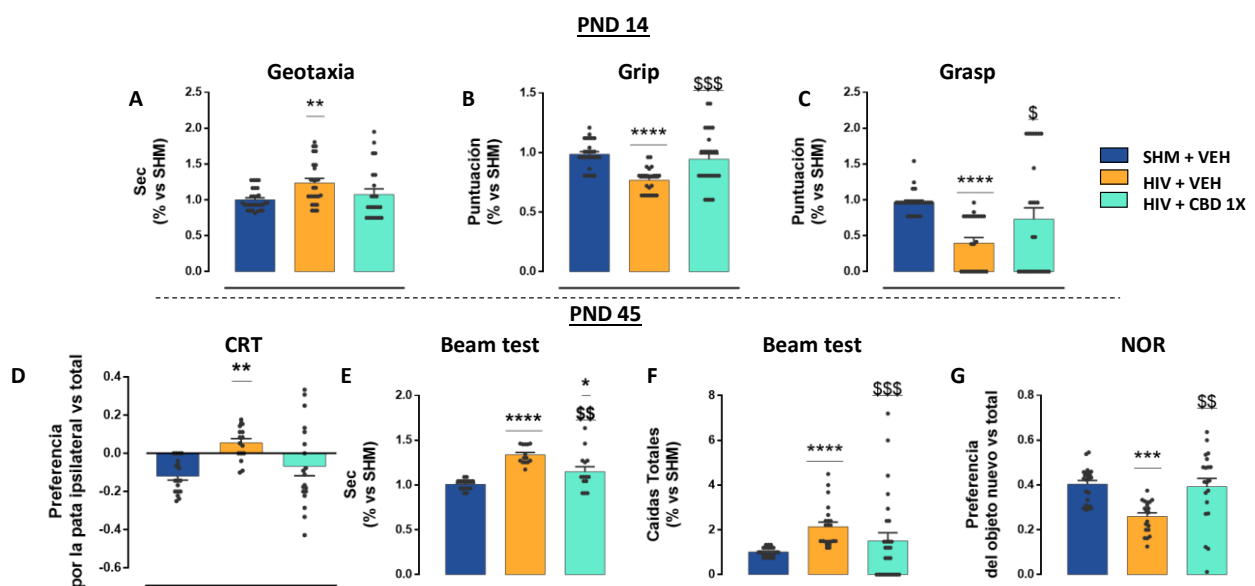 PND 14
Geotaxia
A
Sec
(% vs SHM)
2.5
2.0
1.5
1.0
0.5
0.0
**
Grip
B
Puntuación
(% vs SHM)
1.5
1.0
0.5
0.0
****
$$$
Grasp
C
Puntuación
(% vs SHM)
2.5
2.0
1.5
1.0
0.5
0.0
****
$
SHM + VEH
HIV + VEH
HIV + CBD 1X
PND 45
CRT
D
Preferencia
por la pata ipsilateral vs total
0.4
0.2
0.0
-0.2
-0.4
-0.6
**
Beam test
E
Sec
(% vs SHM)
2.0
1.5
1.0
0.5
0.0
****
*
$$
Beam test
F
Caídas Totales
(% vs SHM)
8
6
4
2
0
****
$$$
NOR
G
Preferencia
del objeto nuevo vs total
0.8
0.6
0.4
0.2
0.0
***
$$